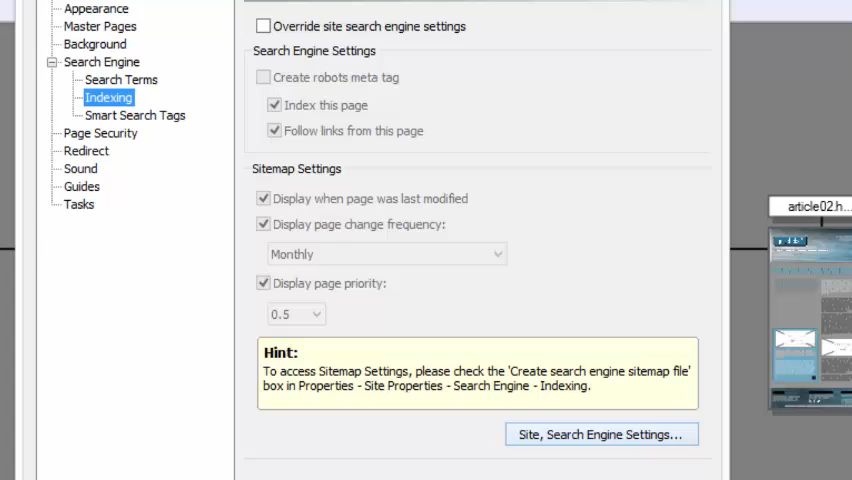 Appearance
Master Pages
Background
Search Engine
Search Terms
Indexing
Smart Search Tags
Page Security
Redirect
Sound
Guides
Tasks
Override site search engine settings
Search Engine Settings
Create robots meta tag
Index this page
Follow links from this page
Sitemap Settings
Display when page was last modified
Display page change frequency:
Monthly
Display page priority:
0.5
Hint:
To access Sitemap Settings, please check the 'Create search engine sitemap file'
box in Properties - Site Properties - Search Engine - Indexing.
Site, Search Engine Settings...
article02.h...